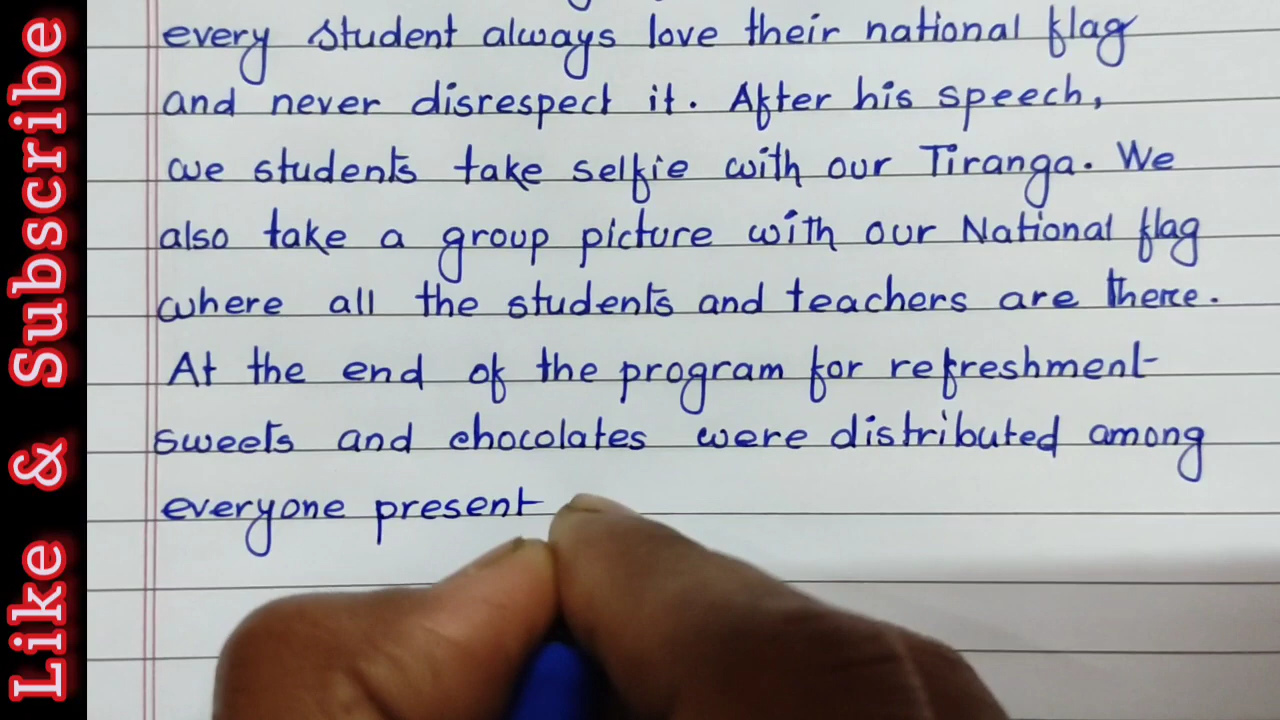 Like & Subscribe
every student always love their national flag
and never disrespect it. After his speech,
we students take selfie with our Tiranga. We
also take a group picture with our National flag
where all the students and teachers are there.
At the end of the program for refreshment
sweets and chocolates were distributed among
everyone present